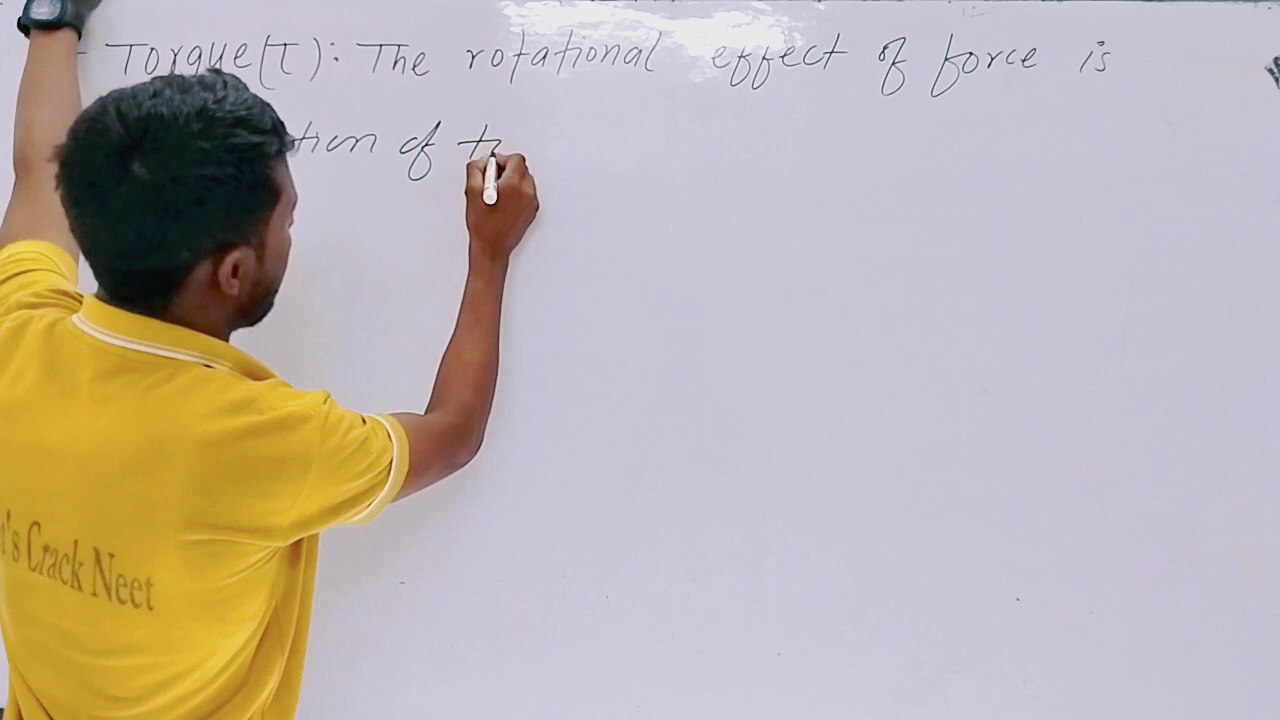 Torque(τ): The rotational effect of force is
tion of
t's Crack Neet